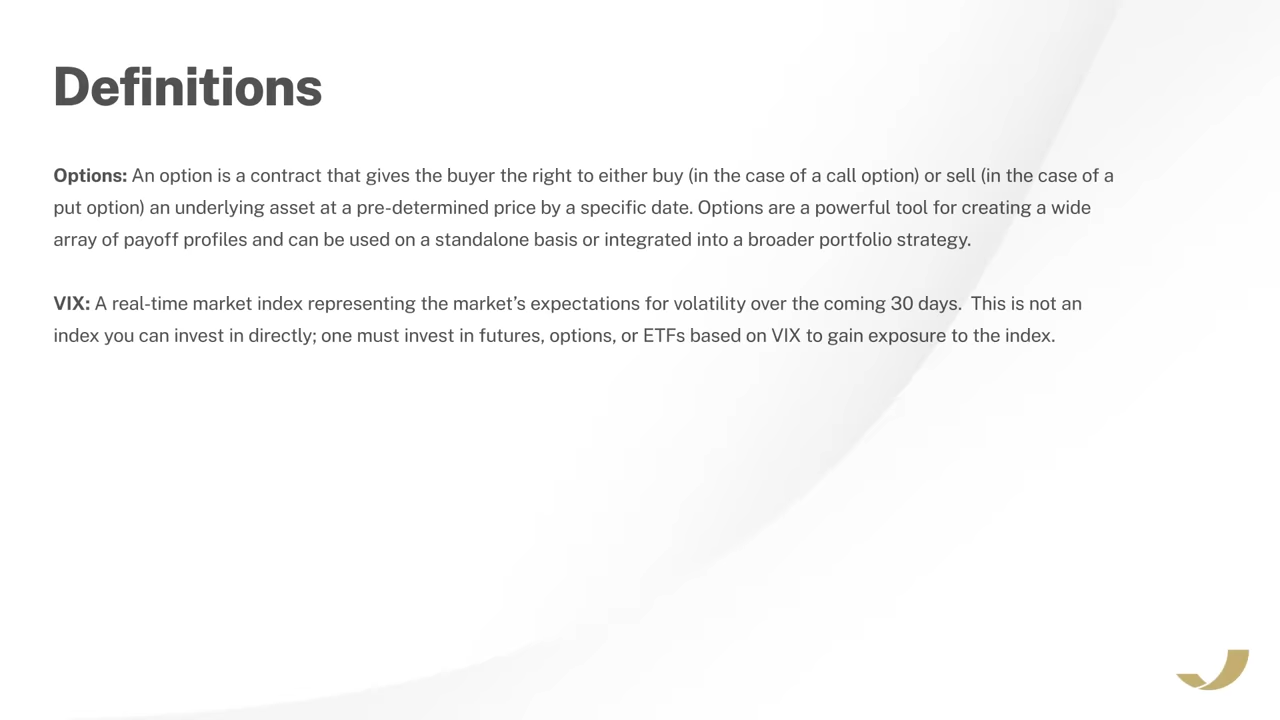 Definitions
Options: An option is a contract that gives the buyer the right to either buy (in the case of a call option) or sell (in the case of a
put option) an underlying asset at a pre-determined price by a specific date. Options are a powerful tool for creating a wide
array of payoff profiles and can be used on a standalone basis or integrated into a broader portfolio strategy.
VIX: A real-time market index representing the market’s expectations for volatility over the coming 30 days.  This is not an
index you can invest in directly; one must invest in futures, options, or ETFs based on VIX to gain exposure to the index.